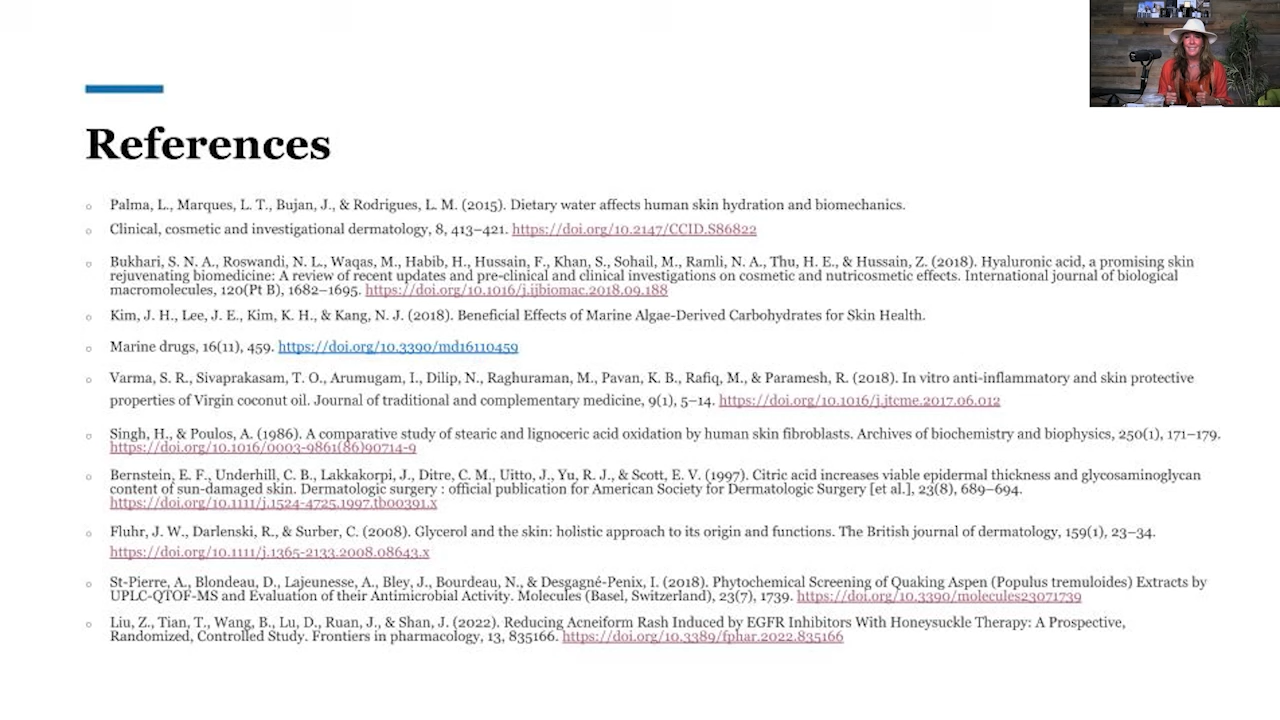 References
Palma, L., Marques, L. T., Bujan, J., & Rodrigues, L. M. (2015). Dietary water affects human skin hydration and biomechanics.
Clinical, cosmetic and investigational dermatology, 8, 413–421. https://doi.org/10.2147/CCID.S86822
Bukhari, S. N. A., Roswandi, N. L., Waqas, M., Habib, H., Hussain, F., Khan, S., Sohail, M., Ramli, N. A., Thu, H. E., & Hussain, Z. (2018). Hyaluronic acid, a promising skin
rejuvenating biomedicine: A review of recent updates and pre-clinical and clinical investigations on cosmetic and nutricosmetic effects. International journal of biological
macromolecules, 120(Pt B), 1682–1695. https://doi.org/10.1016/j.ijbiomac.2018.09.188
Kim, J. H., Lee, J. E., Kim, K. H., & Kang, N. J. (2018). Beneficial Effects of Marine Algae-Derived Carbohydrates for Skin Health.
Marine drugs, 16(11), 459. https://doi.org/10.3390/md16110459
Varma, S. R., Sivaprakasam, T. O., Arumugam, I., Dilip, N., Raghuraman, M., Pavan, K. B., Rafiq, M., & Paramesh, R. (2018). In vitro anti-inflammatory and skin protective
properties of Virgin coconut oil. Journal of traditional and complementary medicine, 9(1), 5–14. https://doi.org/10.1016/j.jtcme.2017.06.012
Singh, H., & Poulos, A. (1986). A comparative study of stearic and lignoceric acid oxidation by human skin fibroblasts. Archives of biochemistry and biophysics, 250(1), 171–179.
https://doi.org/10.1016/0003-9861(86)90714-9
Bernstein, E. F., Underhill, C. B., Lakkakorpi, J., Ditre, C. M., Uitto, J., Yu, R. J., & Scott, E. V. (1997). Citric acid increases viable epidermal thickness and glycosaminoglycan
content of sun-damaged skin. Dermatologic surgery : official publication for American Society for Dermatologic Surgery [et al.], 23(8), 689–694.
https://doi.org/10.1111/j.1524-4725.1997.tb00391.x
Fluhr, J. W., Darlenski, R., & Surber, C. (2008). Glycerol and the skin: holistic approach to its origin and functions. The British journal of dermatology, 159(1), 23–34.
https://doi.org/10.1111/j.1365-2133.2008.08643.x
St-Pierre, A., Blondeau, D., Lajeunesse, A., Bley, J., Bourdeau, N., & Desgagné-Penix, I. (2018). Phytochemical Screening of Quaking Aspen (Populus tremuloides) Extracts by
UPLC-QTOF-MS and Evaluation of their Antimicrobial Activity. Molecules (Basel, Switzerland), 23(7), 1739. https://doi.org/10.3390/molecules23071739
Liu, Z., Tian, T., Wang, B., Lu, D., Ruan, J., & Shan, J. (2022). Reducing Acneiform Rash Induced by EGFR Inhibitors With Honeysuckle Therapy: A Prospective,
Randomized, Controlled Study. Frontiers in pharmacology, 13, 835166. https://doi.org/10.3389/fphar.2022.835166